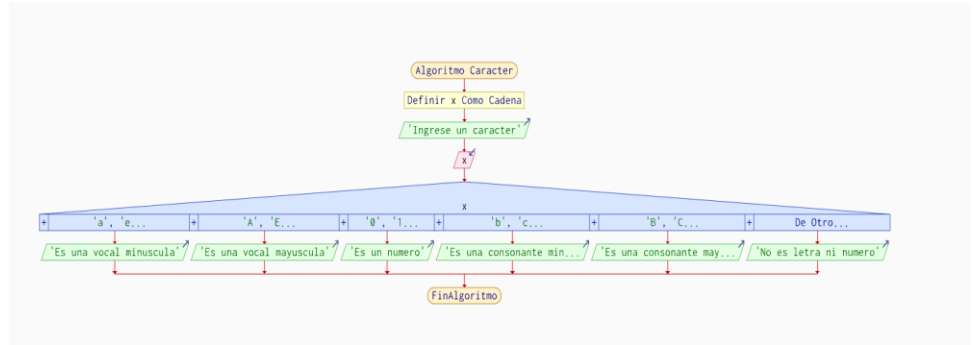 Algoritmo Caracter
Definir x Como Cadena
'Ingrese un caracter'
x
x
+ 'a', 'e... + 'A', 'E... + '0', '1... + 'b', 'c... + 'B', 'C... + De Otro...
'Es una vocal minuscula' 'Es una vocal mayuscula' 'Es un numero' 'Es una consonante min... 'Es una consonante may... 'No es letra ni numero'
FinAlgoritmo